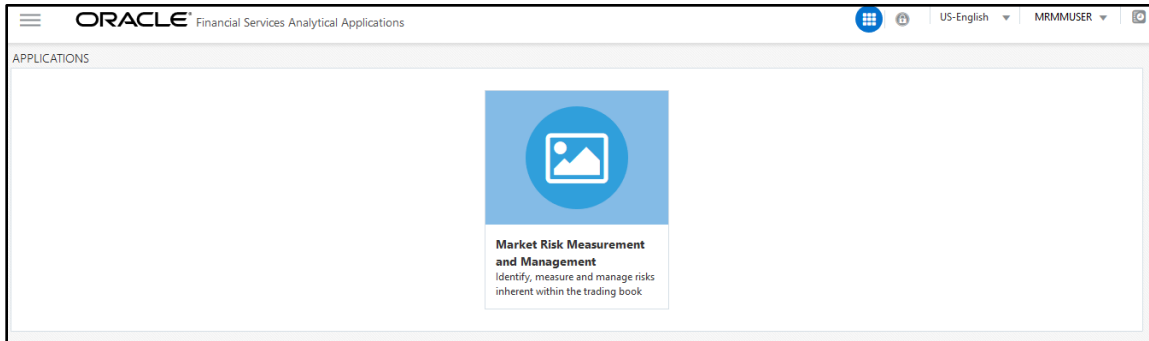 ORACLE® Financial Services Analytical Applications
US-English
MRMMUSER
APPLICATIONS
Market Risk Measurement
and Management
Identify, measure and manage risks
inherent within the trading book